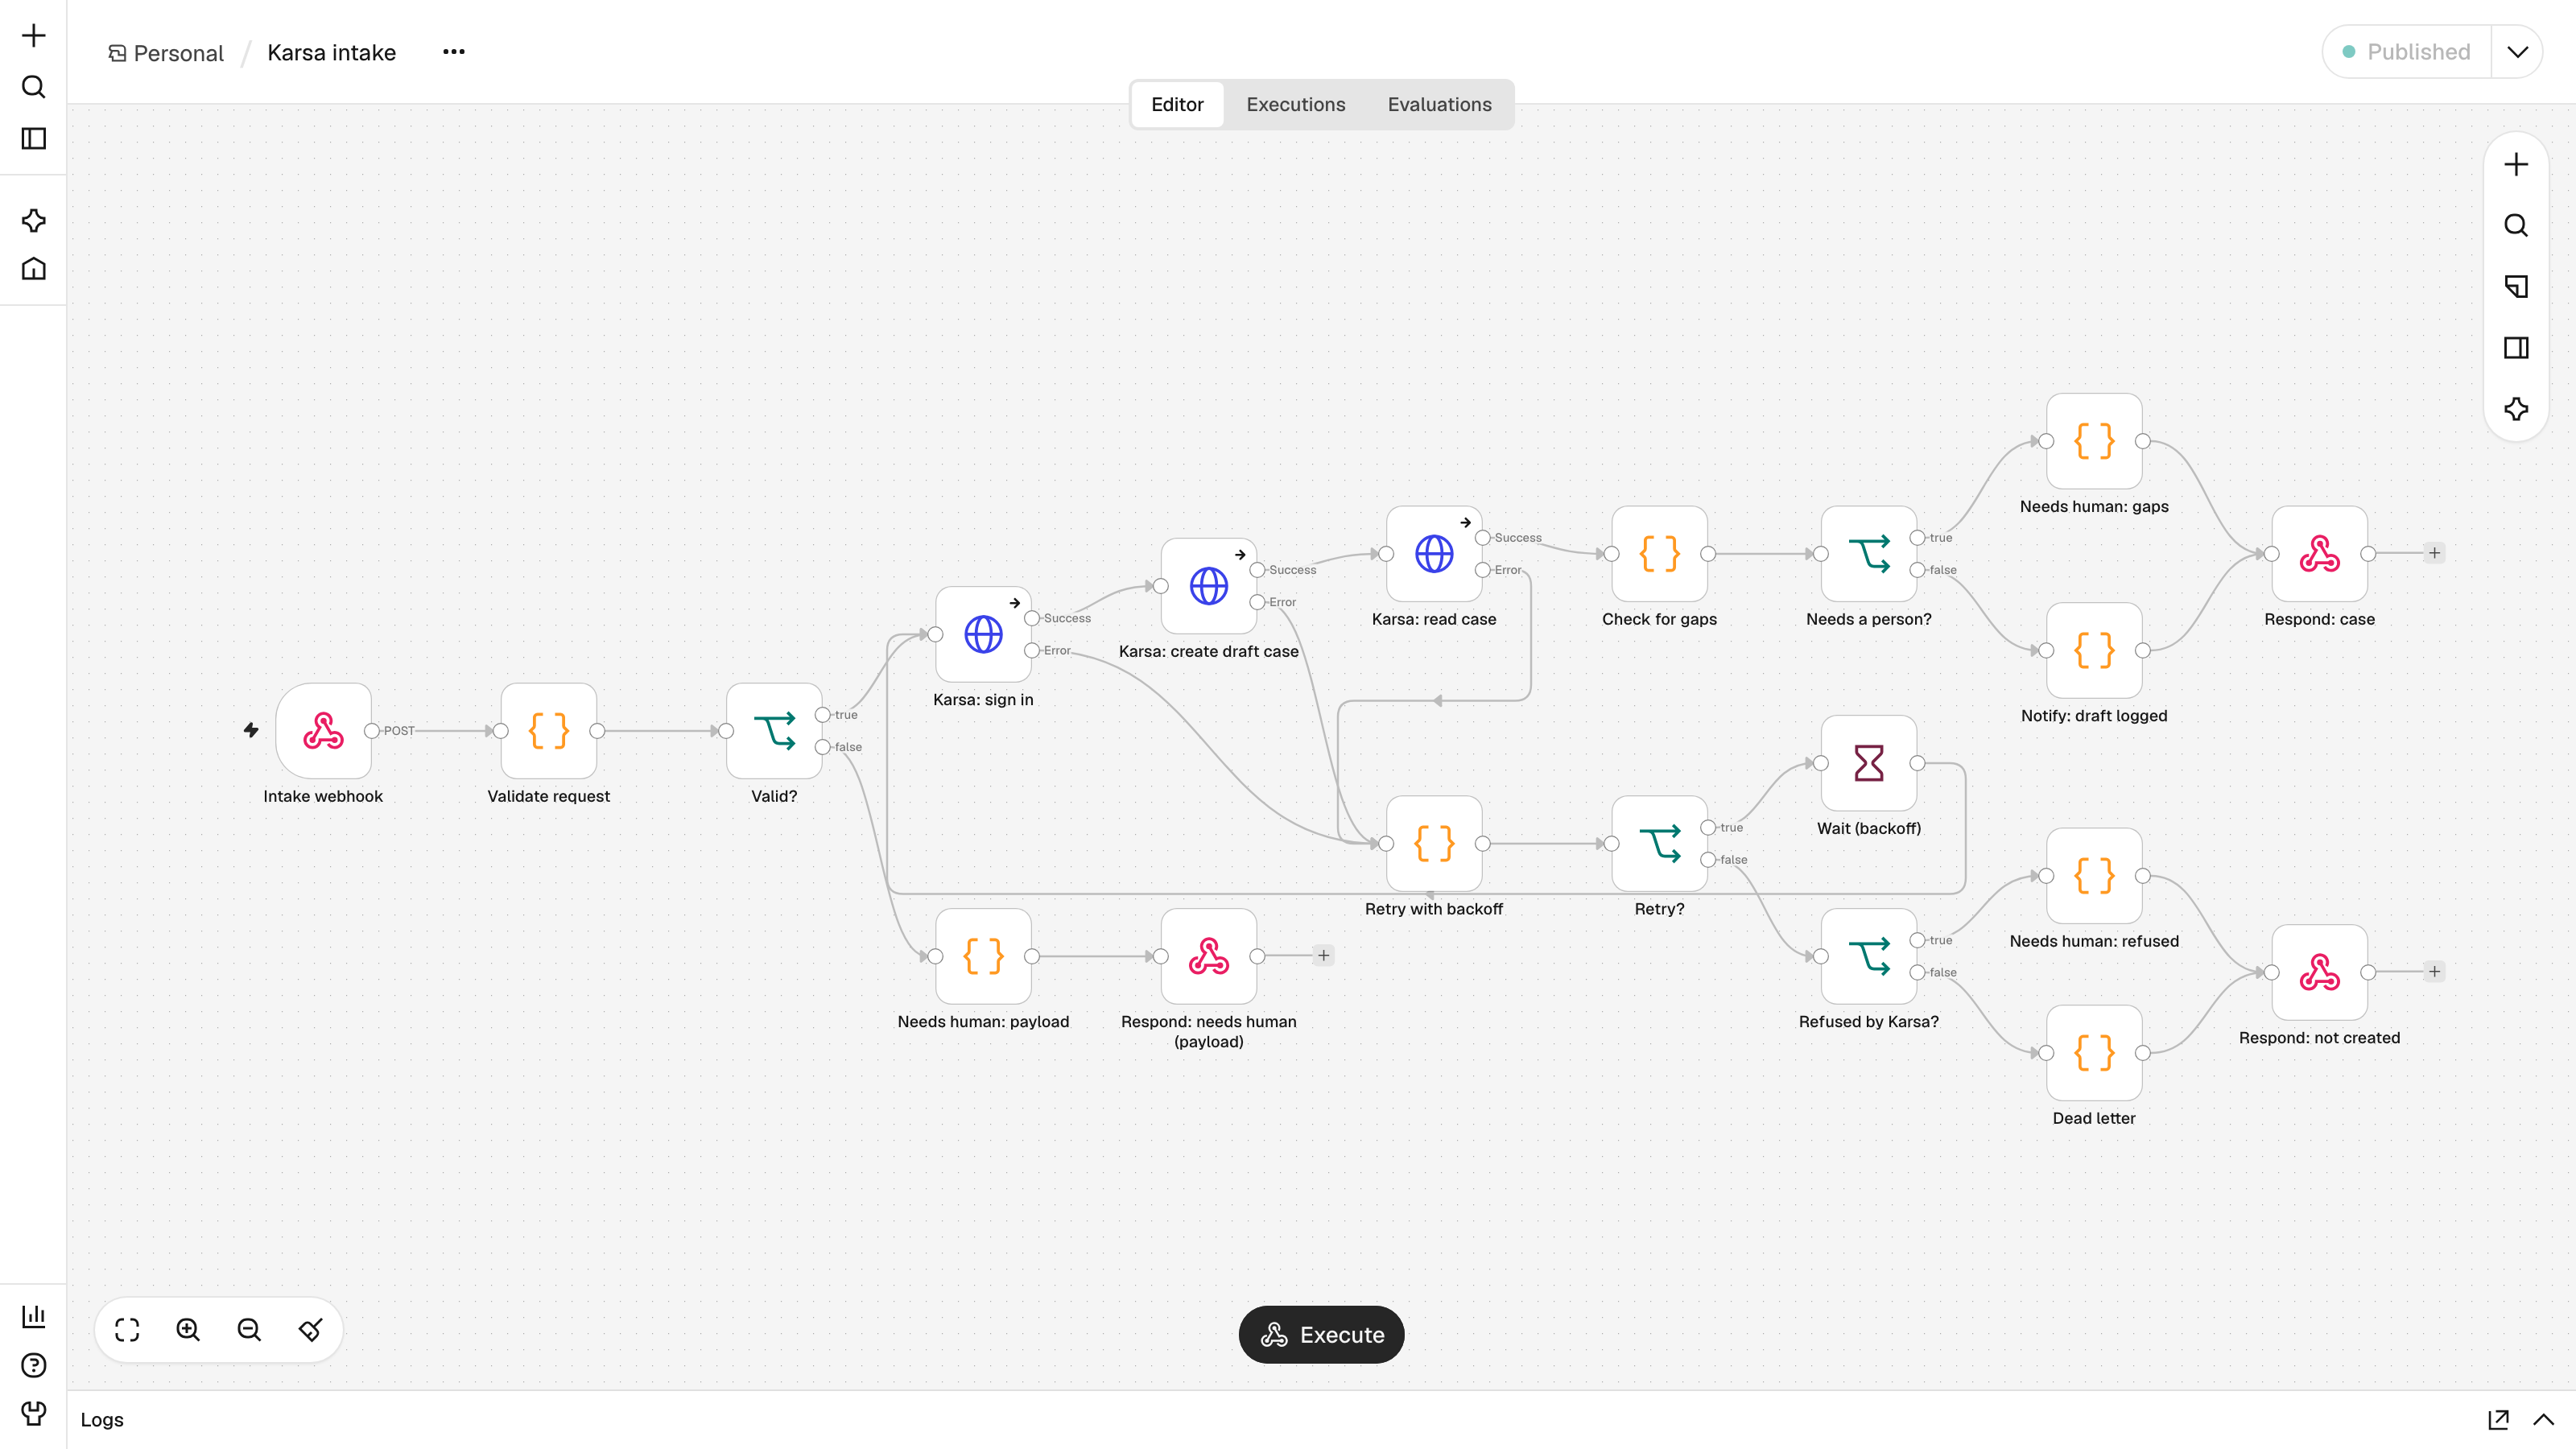 Personal / Karsa intake
Published
Editor
Executions
Evaluations
Needs human: gaps
Success
Error
true
false
Karsa: read case
Check for gaps
Needs a person?
Respond: case
Success
Error
Karsa: create draft case
Success
Error
Karsa: sign in
Notify: draft logged
POST
true
false
Intake webhook
Validate request
Valid?
Wait (backoff)
true
false
Retry with backoff
Retry?
Needs human: refused
true
false
Needs human: payload
Respond: needs human
(payload)
Refused by Karsa?
Respond: not created
Dead letter
Execute
Logs